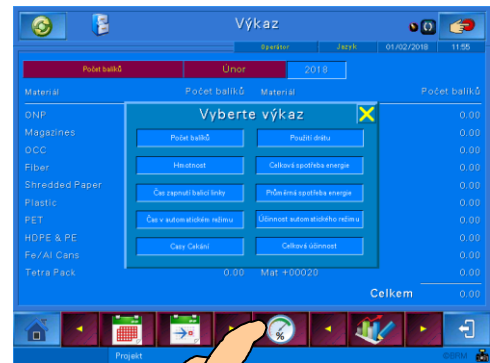 Výkaz
Operátor Jazyk 01/02/2018 11:55
Počet balíků Únor 2018
Materiál Počet balíků Materiál Počet balíků
ONP 0.00
Magazines 0.00
OCC 0.00
Fiber 0.00
Shredded Paper 0.00
Plastic 0.00
PET 0.00
HDPE & PE 0.00
Fe/Al Cans 0.00
Tetra Pack 0.00 Mat +00020 0.00
Vyberte výkaz
Počet balíků Použití drátu
Hmotnost Celková spotřeba energie
Čas zapnutí balicí linky Průměrná spotřeba energie
Čas v automatickém režimu Účinnost automatického režimu
Casy Čekání Celková účinnost
Celkem 0.00
%
Projekt